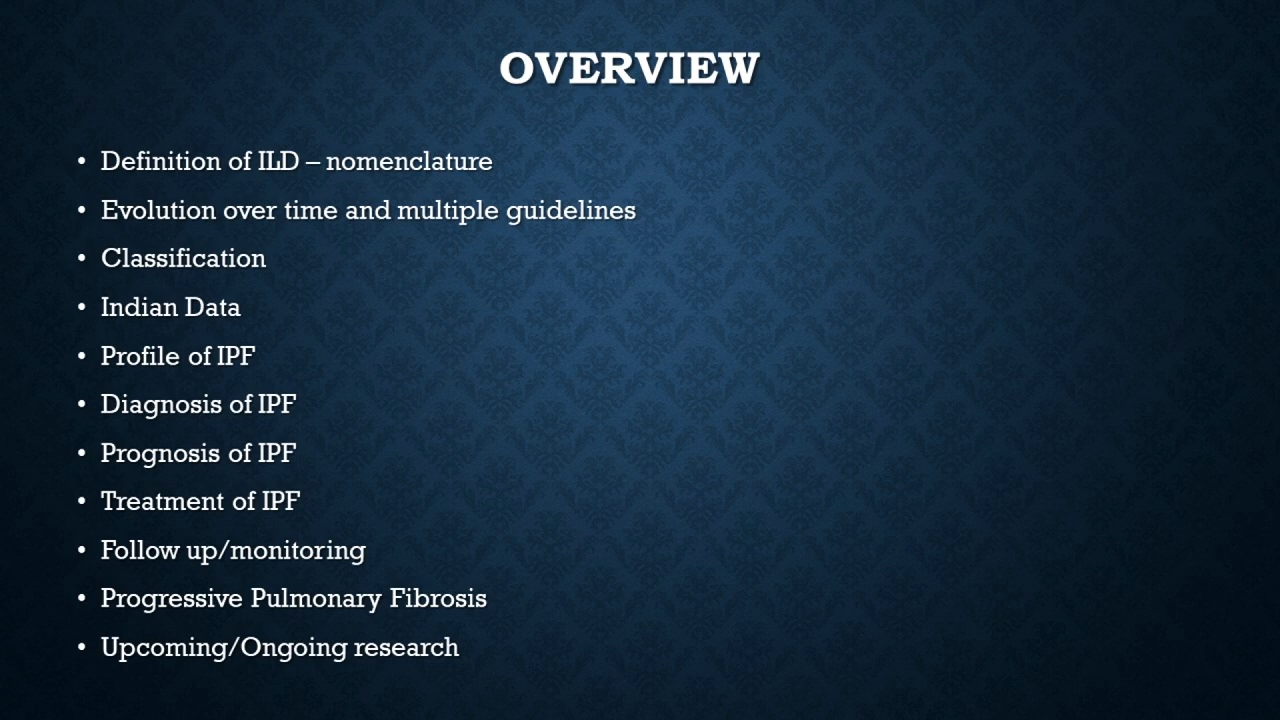 OVERVIEW
• Definition of ILD – nomenclature
• Evolution over time and multiple guidelines
• Classification
• Indian Data
• Profile of IPF
• Diagnosis of IPF
• Prognosis of IPF
• Treatment of IPF
• Follow up/monitoring
• Progressive Pulmonary Fibrosis
• Upcoming/Ongoing research